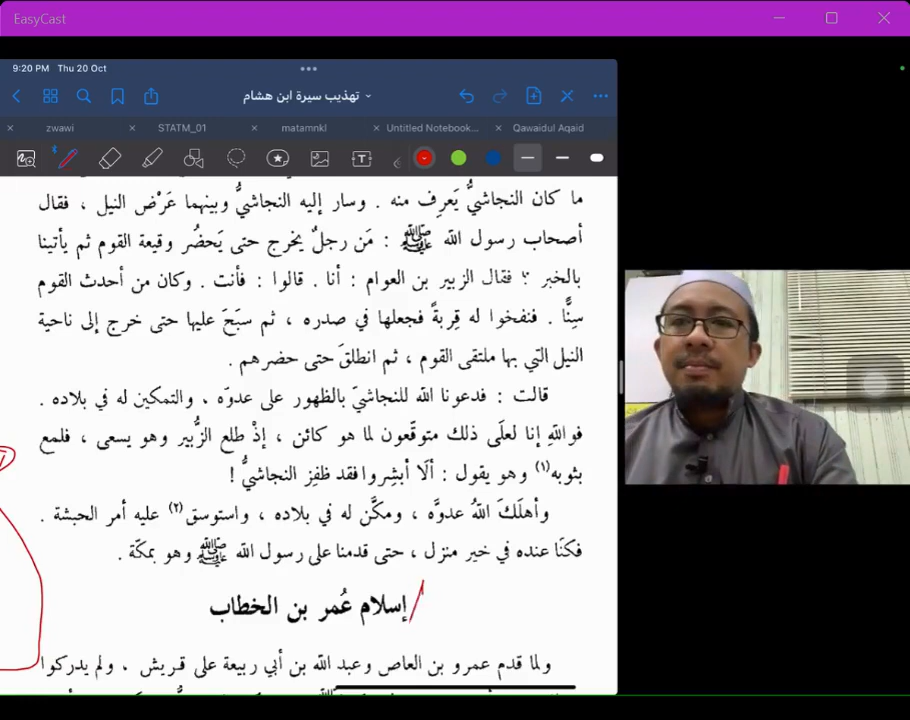 EasyCast
9:20 PM Thu 20 Oct
تهذيب سيرة ابن هشام
zwawi
STATM_01
matamnkl
Untitled Notebook...
Qawaidul Aqaid
ما كان النجاشيُّ يَعرِف منه . وسار إليه النجاشيُّ وبينهما عَرْض النيل ، فقال
أصحاب رسول الله ﷺ : مَن رجلٌ يخرج حتى يَحضُر وقيعة القوم ثم يأتينا
بالخبر ؟ فقال الزبير بن العوام : أنا . قالوا : فأنت . وكان من أحدث القوم
سِنًّا . فنفخوا له قِربةً فجعلها في صدره ، ثم سبَحَ عليها حتى خرج إلى ناحية
النيل التي بها ملتقى القوم ، ثم انطلقَ حتى حضرهم .
قالت : فدعونا الله للنجاشيّ بالظهور على عدوّه ، والتمكين له في بلاده .
فواللهِ إنا لعلَى ذلك متوقّعون لما هو كائن ، إذْ طلع الزُّبير وهو يسعى ، فلمع
بثوبه(١) وهو يقول : ألَا أبشِروا فقد ظفِز النجاشيُّ !
وأهلَكَ اللهُ عدوَّه ، ومكَّن له في بلاده ، واستوسق(٢) عليه أمر الحبشة .
فكنّا عنده في خير منزل ، حتى قدمنا على رسول الله ﷺ وهو بمكّة .
إسلام عُمر بن الخطاب
ولما قدم عمرو بن العاص وعبد الله بن أبي ربيعة على قريش ، ولم يدركوا